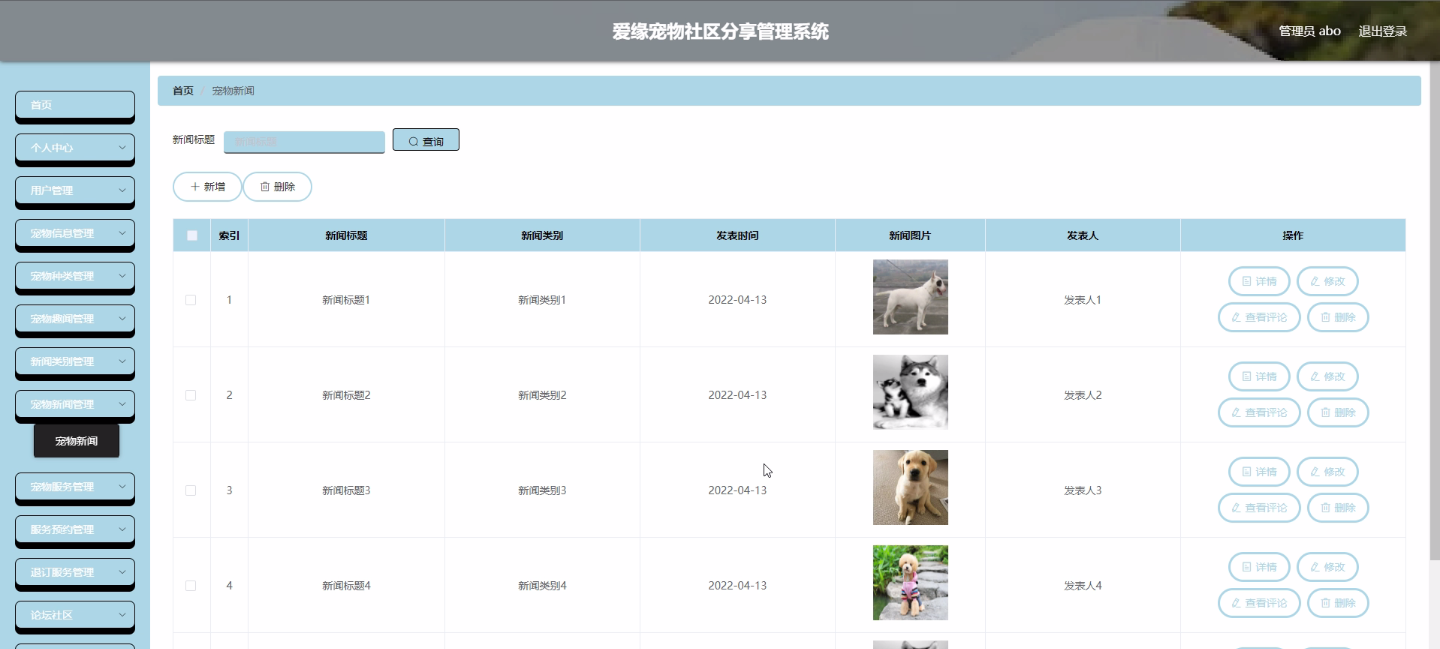 爱缘宠物社区分享管理系统
管理员 abo 退出登录
首页
个人中心
用户管理
宠物信息管理
宠物种类管理
宠物趣闻管理
新闻类别管理
宠物新闻管理
宠物新闻
宠物服务管理
服务预约管理
退订服务管理
论坛社区
首页 / 宠物新闻
新闻标题 新闻标题 查询
新增 删除
索引 新闻标题 新闻类别 发表时间 新闻图片 发表人 操作
1 新闻标题1 新闻类别1 2022-04-13 发表人1 详情 修改
查看评论 删除
2 新闻标题2 新闻类别2 2022-04-13 发表人2 详情 修改
查看评论 删除
3 新闻标题3 新闻类别3 2022-04-13 发表人3 详情 修改
查看评论 删除
4 新闻标题4 新闻类别4 2022-04-13 发表人4 详情 修改
查看评论 删除